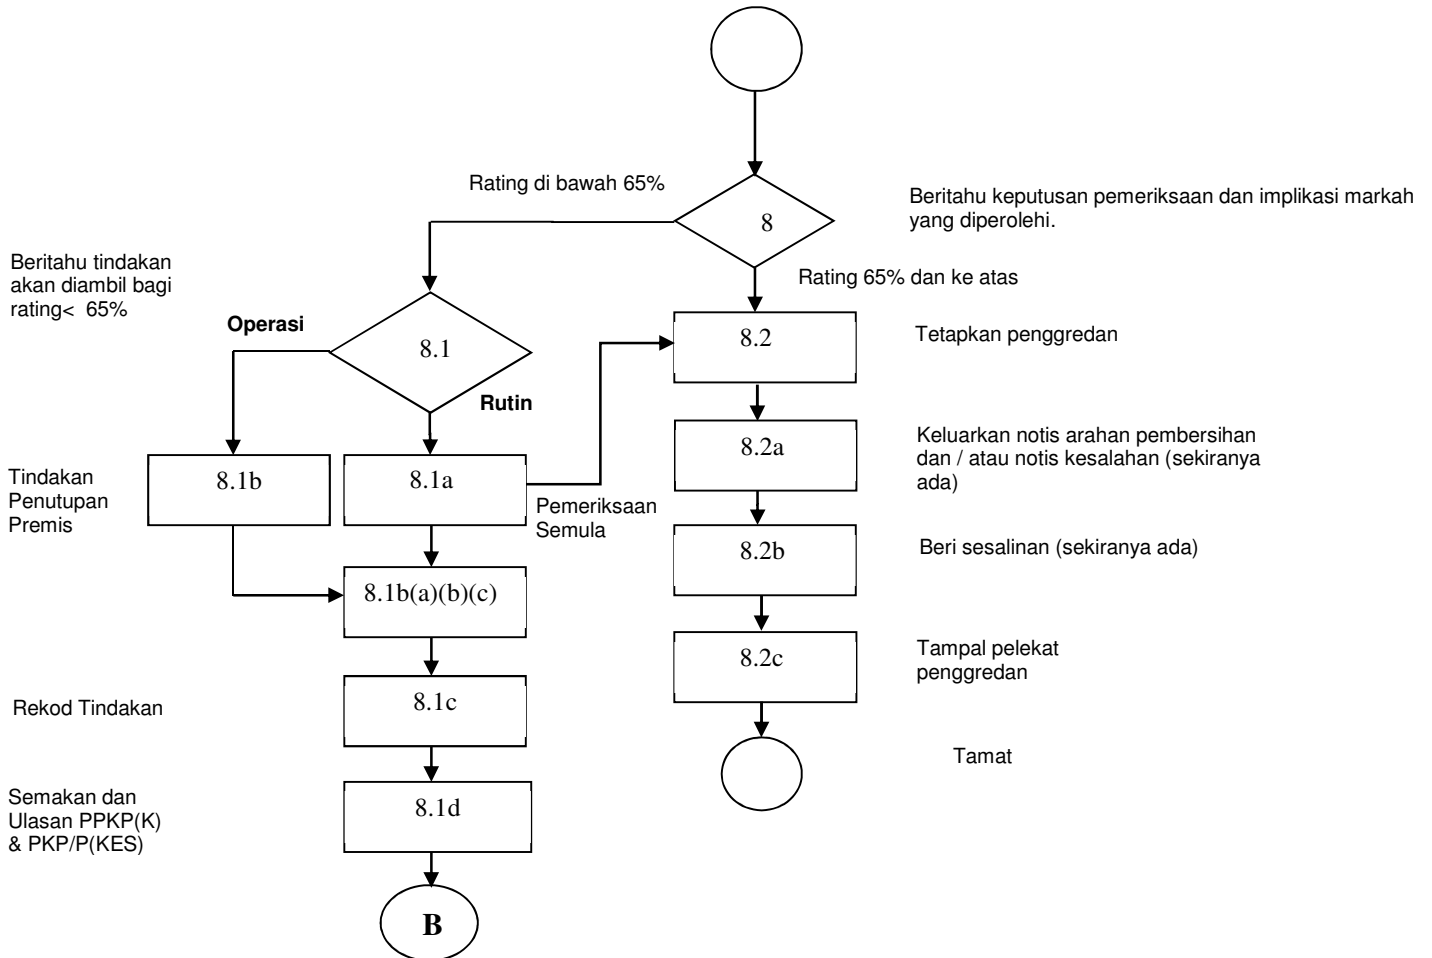 Rating di bawah 65%
8
Beritahu keputusan pemeriksaan dan implikasi markah
yang diperolehi.
Beritahu tindakan
akan diambil bagi
rating<  65%
Rating 65% dan ke atas
Operasi
8.1
Rutin
8.2
Tetapkan penggredan
8.2a
Keluarkan notis arahan pembersihan
dan / atau notis kesalahan (sekiranya
ada)
Tindakan
Penutupan
Premis
8.1b
8.1a
Pemeriksaan
Semula
8.2b
Beri sesalinan (sekiranya ada)
8.1b(a)(b)(c)
8.2c
Tampal pelekat
penggredan
Rekod Tindakan
8.1c
Tamat
Semakan dan
Ulasan PPKP(K)
& PKP/P(KES)
8.1d
B